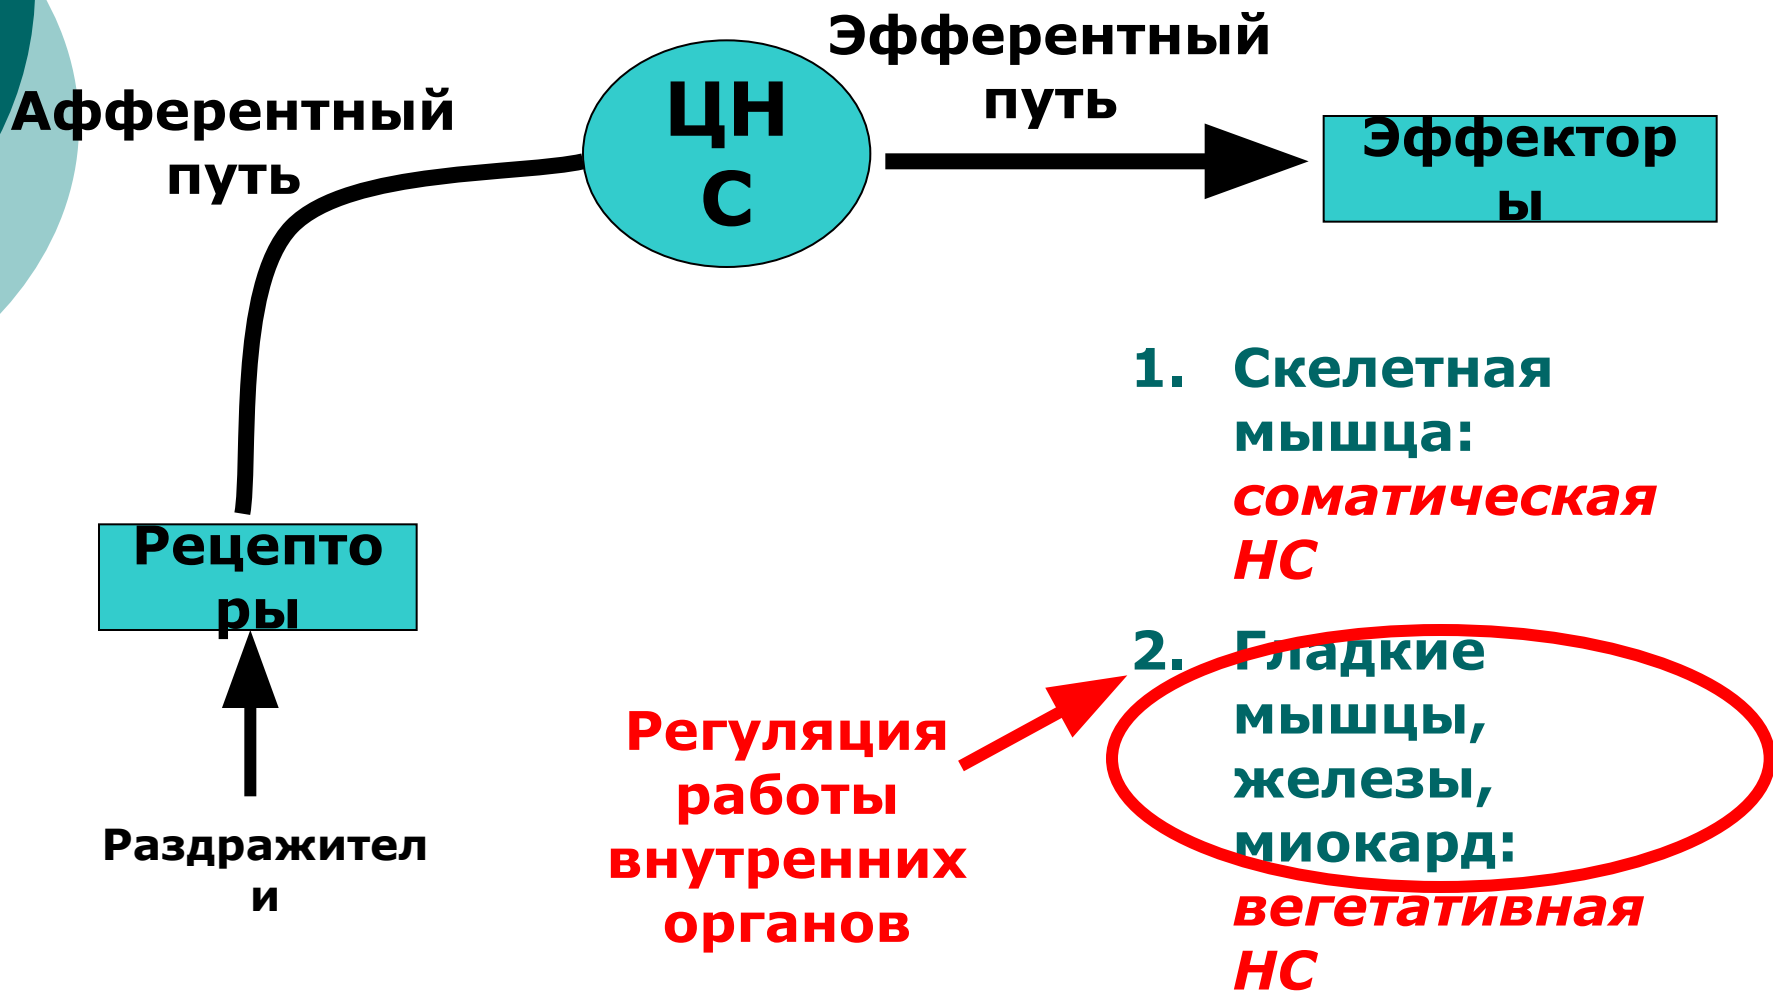 Эфферентный
путь
Афферентный
путь
ЦН
С
Эффектор
ы
1. Скелетная
мышца:
соматическая
НС
Рецепто
ры
2. Гладкие
мышцы,
железы,
миокард:
вегетативная
НС
Регуляция
работы
внутренних
органов
Раздражител
и